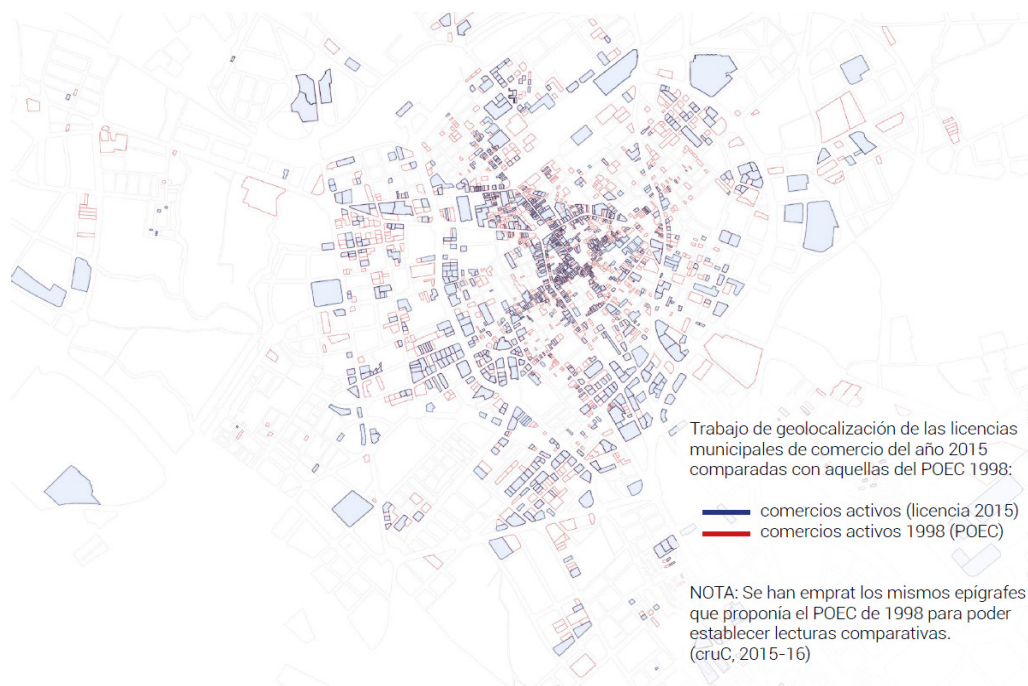 Trabajo de geolocalización de las licencias
municipales de comercio del año 2015
comparadas con aquellas del POEC 1998:
comercios activos (licencia 2015)
comercios activos 1998 (POEC)
NOTA: Se han emprat los mismos epígrafes
que proponía el POEC de 1998 para poder
establecer lecturas comparativas.
(cruC, 2015-16)